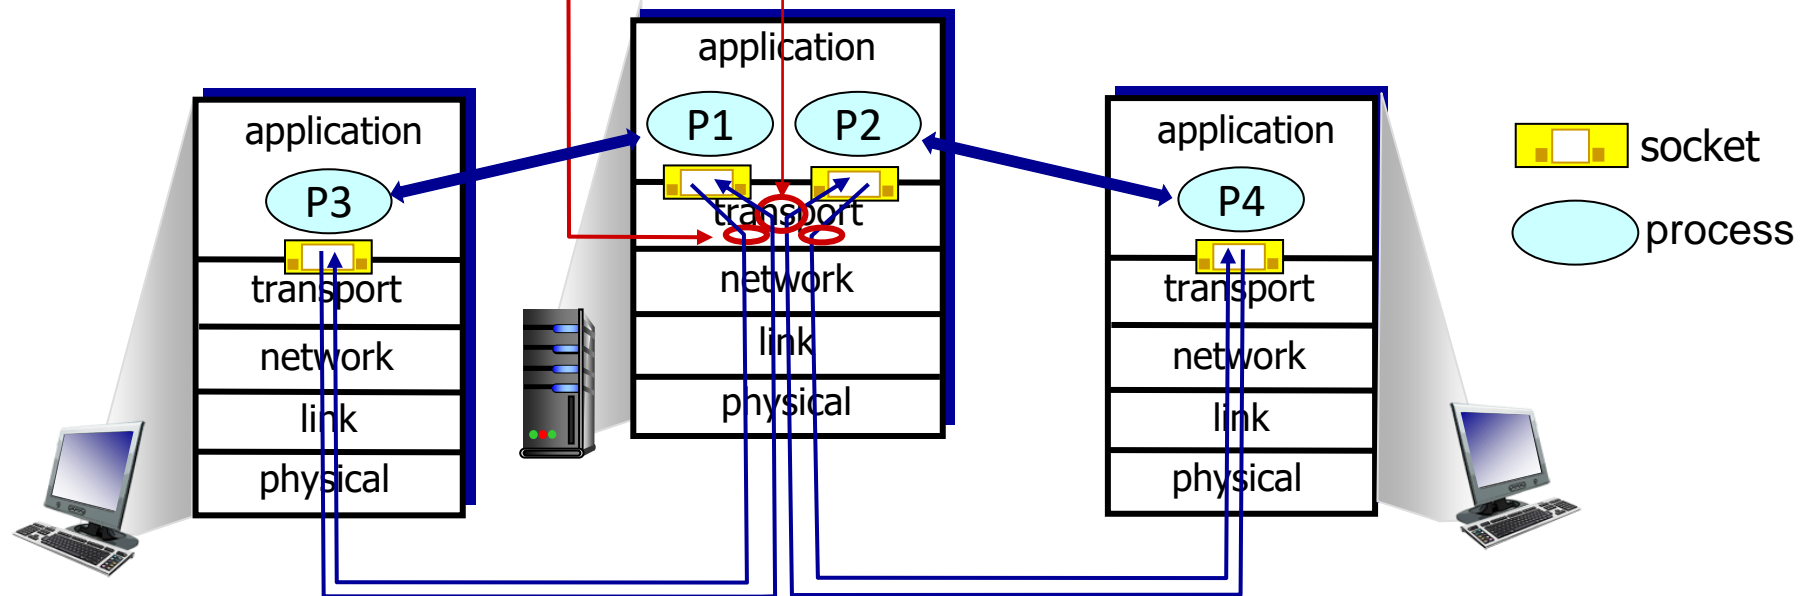 application
P3
transport
network
link
physical
application
P1 P2
transport
network
link
physical
application
P4
transport
network
link
physical
socket
process